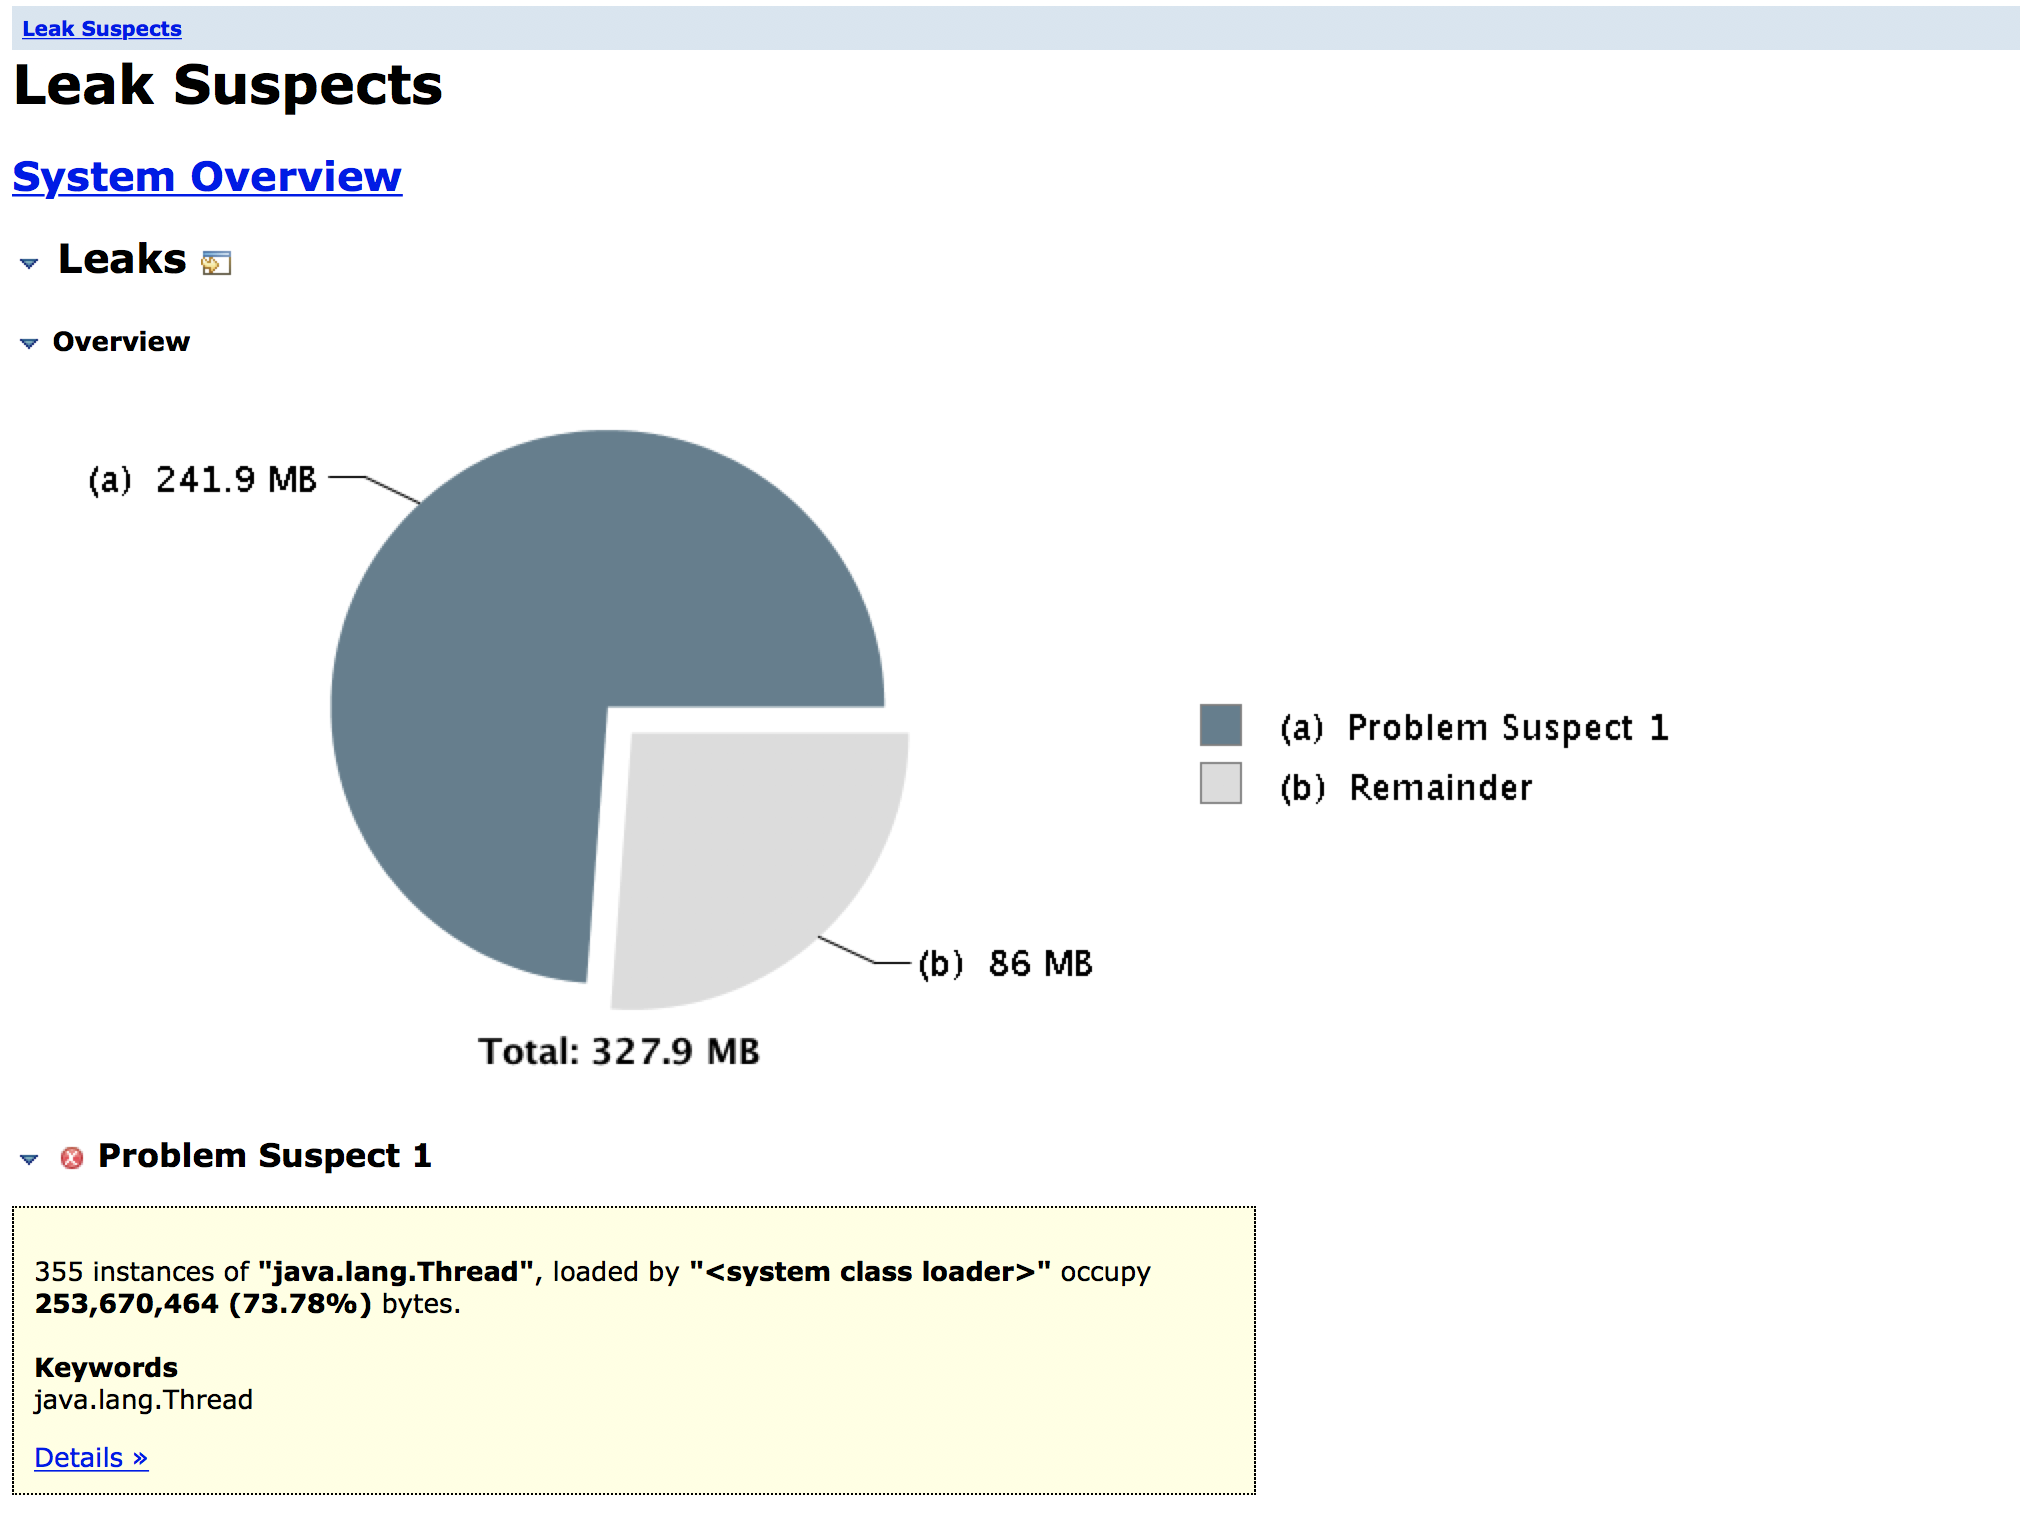 Leak Suspects
Leak Suspects
System Overview
Leaks
Overview
(a) 241.9 MB
(a) Problem Suspect 1
(b) Remainder
(b) 86 MB
Total: 327.9 MB
Problem Suspect 1
355 instances of "java.lang.Thread", loaded by "<system class loader>" occupy
253,670,464 (73.78%) bytes.
Keywords
java.lang.Thread
Details »